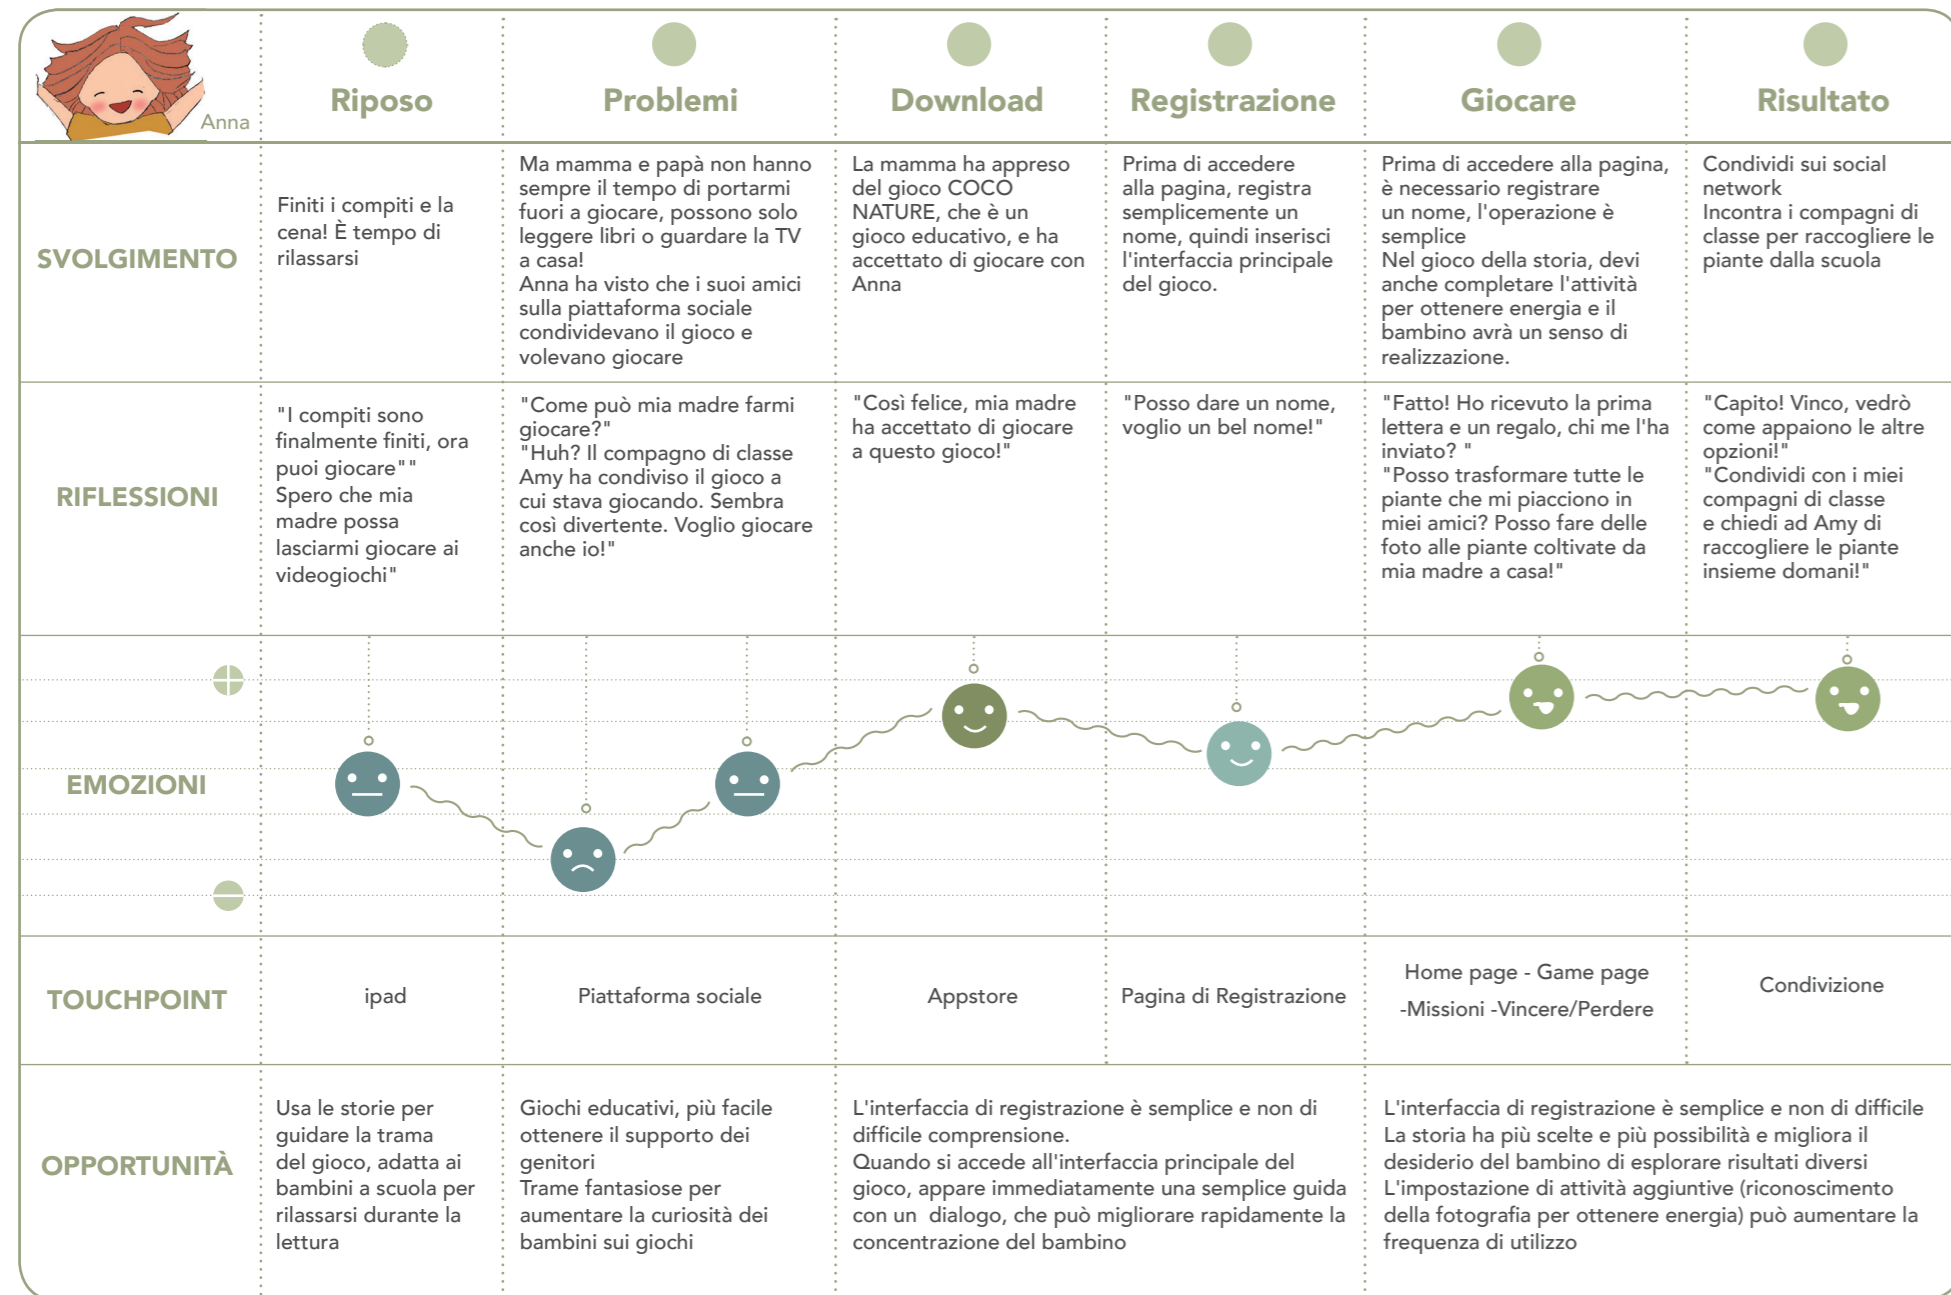 Anna
Riposo
Problemi
Download
Registrazione
Giocare
Risultato
SVOLGIMENTO
Finiti i compiti e la
cena! È tempo di
rilassarsi
Ma mamma e papà non hanno
sempre il tempo di portarmi
fuori a giocare, possono solo
leggere libri o guardare la TV
a casa!
Anna ha visto che i suoi amici
sulla piattaforma sociale
condividevano il gioco e
volevano giocare
La mamma ha appreso
del gioco COCO
NATURE, che è un
gioco educativo, e ha
accettato di giocare con
Anna
Prima di accedere
alla pagina, registra
semplicemente un
nome, quindi inserisci
l'interfaccia principale
del gioco.
Prima di accedere alla pagina,
è necessario registrare
un nome, l'operazione è
semplice
Nel gioco della storia, devi
anche completare l'attività
per ottenere energia e il
bambino avrà un senso di
realizzazione.
Condividi sui social
network
Incontra i compagni di
classe per raccogliere le
piante dalla scuola
RIFLESSIONI
"I compiti sono
finalmente finiti, ora
puoi giocare""
Spero che mia
madre possa
lasciarmi giocare ai
videogiochi"
"Come può mia madre farmi
giocare?"
"Huh? Il compagno di classe
Amy ha condiviso il gioco a
cui stava giocando. Sembra
così divertente. Voglio giocare
anche io!"
"Così felice, mia madre
ha accettato di giocare
a questo gioco!"
"Posso dare un nome,
voglio un bel nome!"
"Fatto! Ho ricevuto la prima
lettera e un regalo, chi me l'ha
inviato? "
"Posso trasformare tutte le
piante che mi piacciono in
miei amici? Posso fare delle
foto alle piante coltivate da
mia madre a casa!"
"Capito! Vinco, vedrò
come appaiono le altre
opzioni!"
"Condividi con i miei
compagni di classe
e chiedi ad Amy di
raccogliere le piante
insieme domani!"
EMOZIONI
TOUCHPOINT
ipad
Piattaforma sociale
Appstore
Pagina di Registrazione
Home page - Game page
-Missioni -Vincere/Perdere
Condivizione
OPPORTUNITÀ
Usa le storie per
guidare la trama
del gioco, adatta ai
bambini a scuola per
rilassarsi durante la
lettura
Giochi educativi, più facile
ottenere il supporto dei
genitori
Trame fantasiose per
aumentare la curiosità dei
bambini sui giochi
L'interfaccia di registrazione è semplice e non di
difficile comprensione.
Quando si accede all'interfaccia principale del
gioco, appare immediatamente una semplice guida
con un dialogo, che può migliorare rapidamente la
concentrazione del bambino
L'interfaccia di registrazione è semplice e non di difficile
La storia ha più scelte e più possibilità e migliora il
desiderio del bambino di esplorare risultati diversi
L'impostazione di attività aggiuntive (riconoscimento
della fotografia per ottenere energia) può aumentare la
frequenza di utilizzo